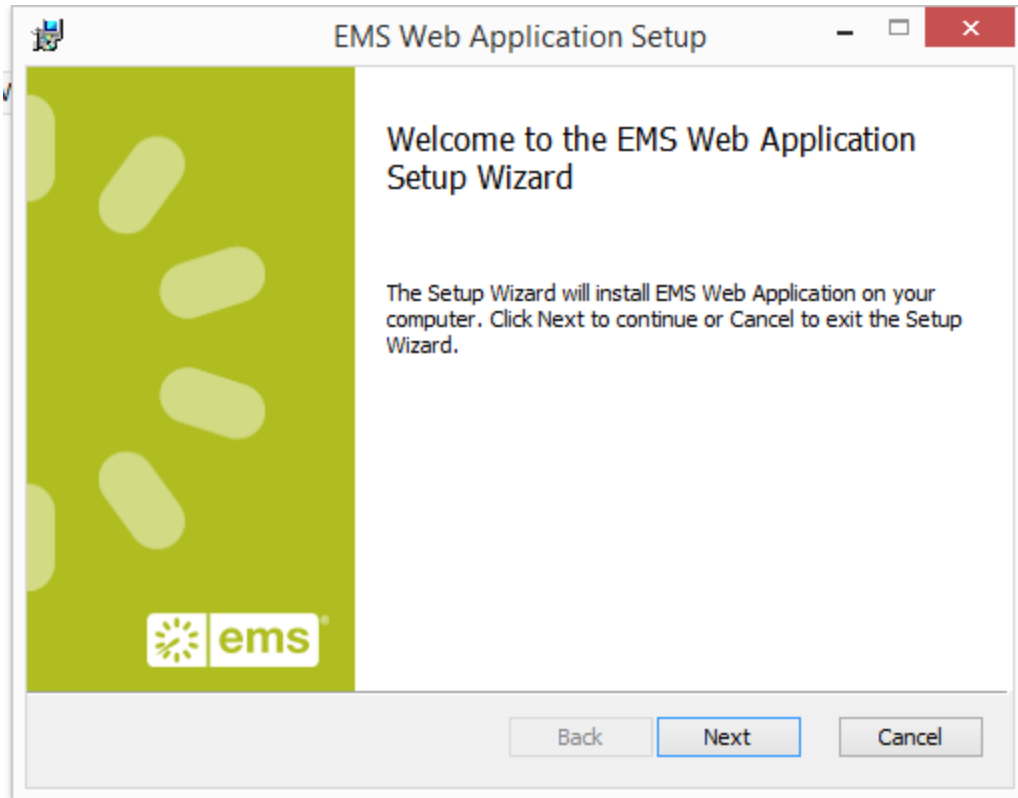 EMS Web Application Setup
Welcome to the EMS Web Application
Setup Wizard
The Setup Wizard will install EMS Web Application on your
computer. Click Next to continue or Cancel to exit the Setup
Wizard.
ems®
Back
Next
Cancel